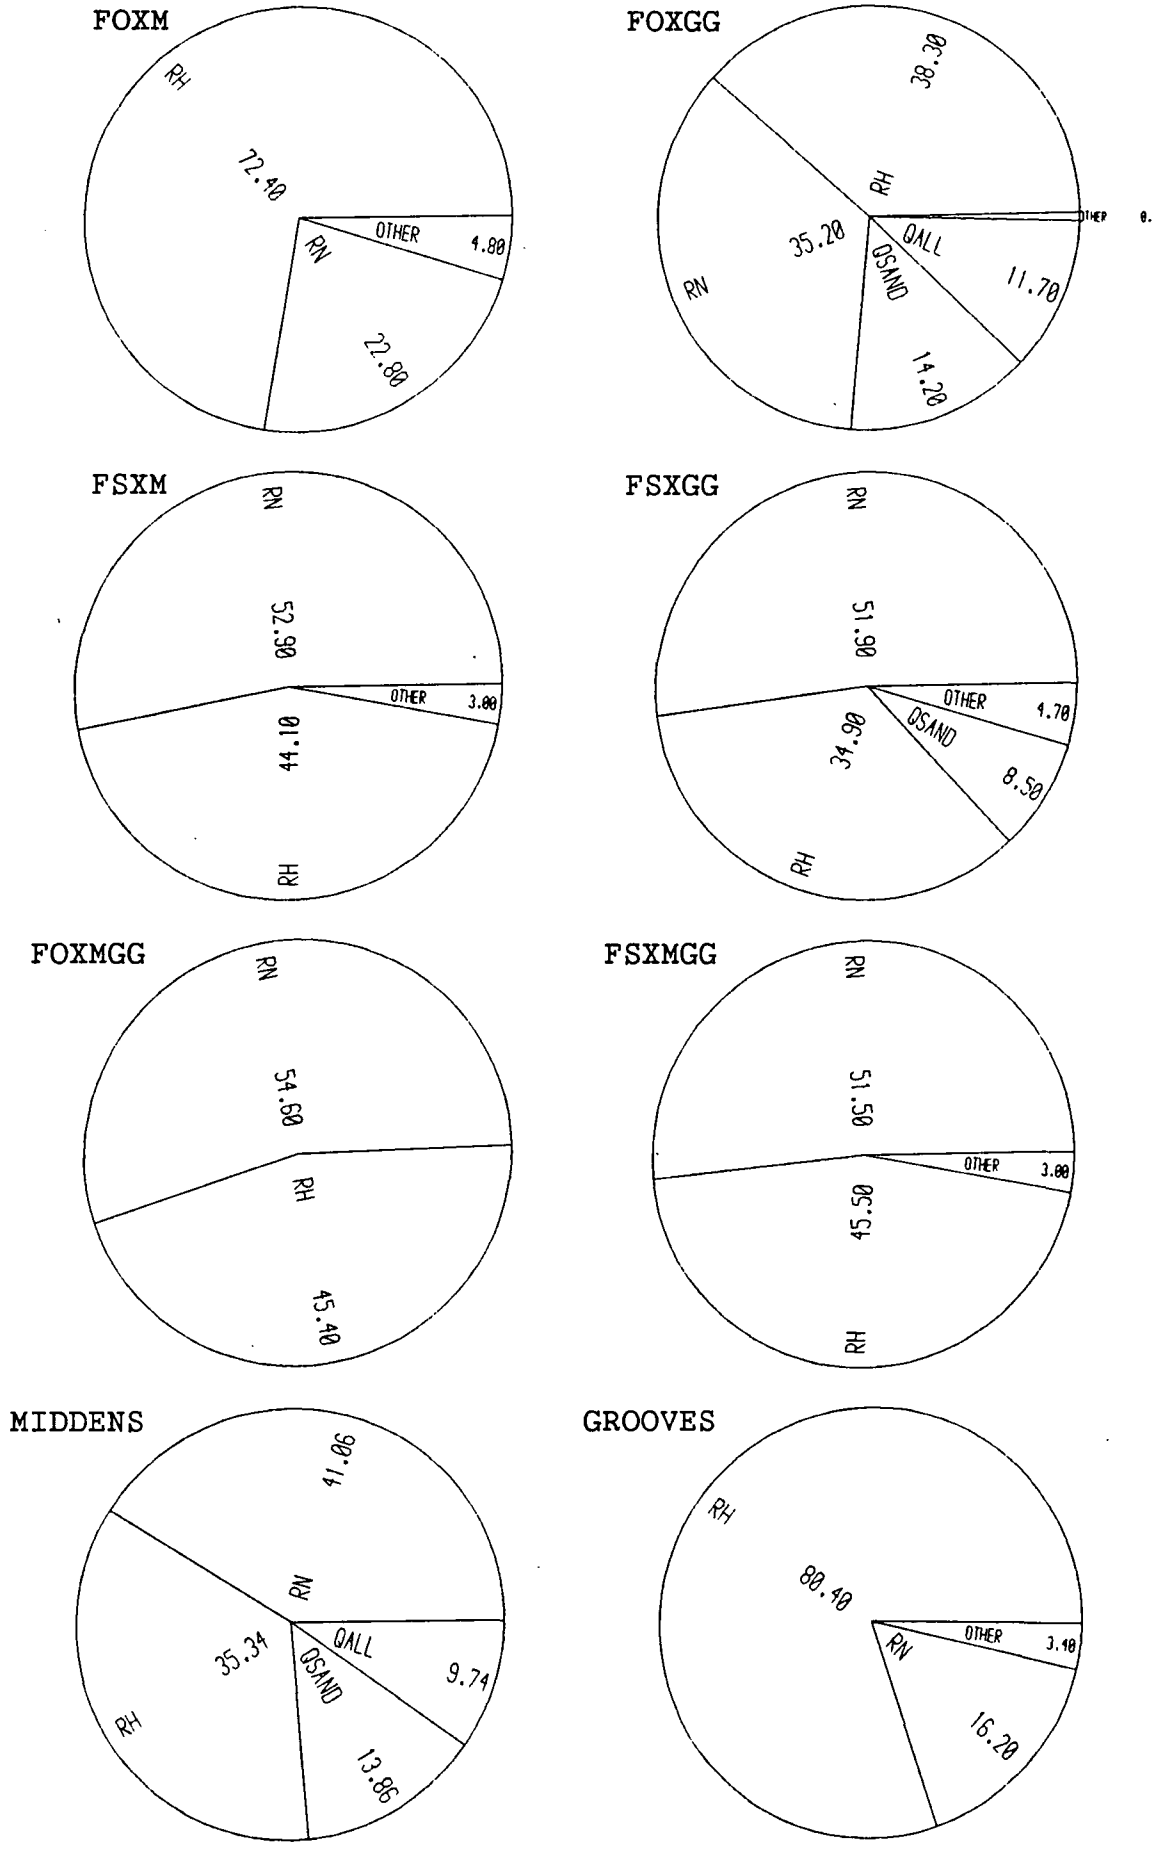 FOXM
RH
72.40
OTHER 4.80
RN
22.80
FOXGG
38.30
RH
OTHER 0.
QALL
11.70
QSAND
14.20
35.20
RN
FSXM
RN
52.90
OTHER 3.00
44.10
RH
FSXGG
RN
51.90
OTHER 4.70
QSAND
8.50
34.90
RH
FOXMGG
RN
54.60
RH
45.40
FSXMGG
RN
51.50
OTHER 3.00
45.50
RH
MIDDENS
41.06
RN
QALL
9.74
QSAND
13.86
35.34
RH
GROOVES
RH
80.40
OTHER 3.40
RN
16.20